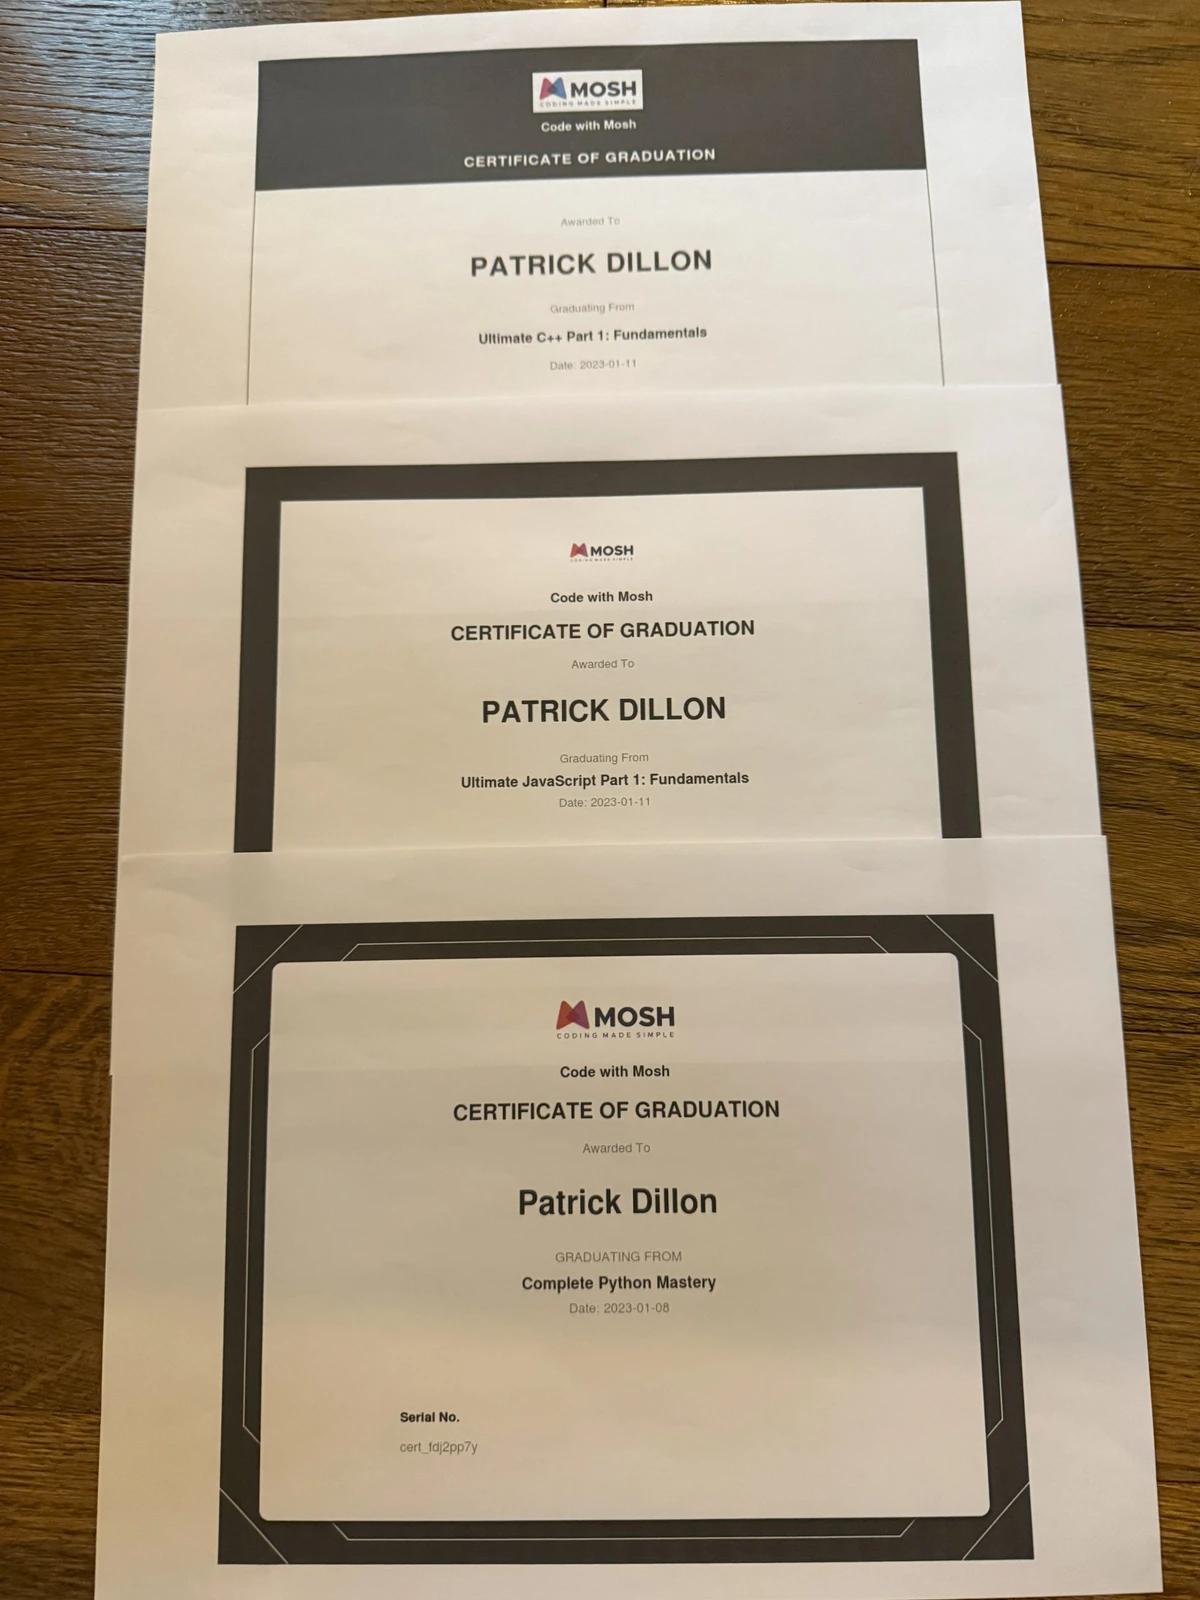 MOSH
CODING MADE SIMPLE
Code with Mosh
CERTIFICATE OF GRADUATION
Awarded To
PATRICK DILLON
Graduating From
Ultimate C++ Part 1: Fundamentals
Date: 2023-01-11
MOSH
CODING MADE SIMPLE
Code with Mosh
CERTIFICATE OF GRADUATION
Awarded To
PATRICK DILLON
Graduating From
Ultimate JavaScript Part 1: Fundamentals
Date: 2023-01-11
MOSH
CODING MADE SIMPLE
Code with Mosh
CERTIFICATE OF GRADUATION
Awarded To
Patrick Dillon
GRADUATING FROM
Complete Python Mastery
Date: 2023-01-08
Serial No.
cert_fdj2pp7y